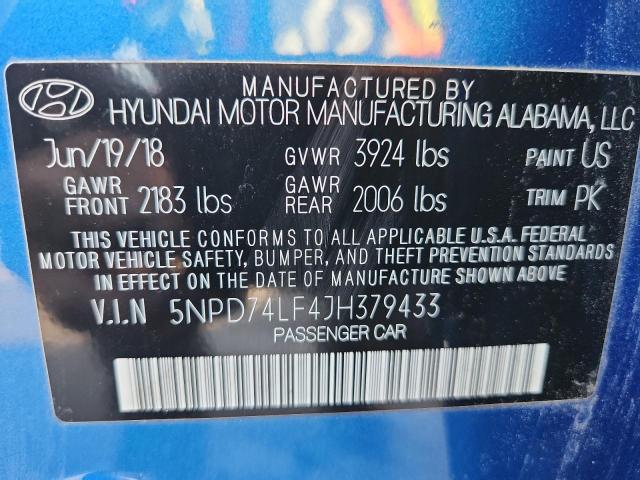 MANUFACTURED BY
HYUNDAI MOTOR MANUFACTURING ALABAMA, LLC
Jun/19/18 GVWR 3924 lbs PAINT US
GAWR FRONT 2183 lbs GAWR REAR 2006 lbs TRIM PK
THIS VEHICLE CONFORMS TO ALL APPLICABLE U.S.A. FEDERAL
MOTOR VEHICLE SAFETY, BUMPER, AND THEFT PREVENTION STANDARDS
IN EFFECT ON THE DATE OF MANUFACTURE SHOWN ABOVE.
V.I.N 5NPD74LF4JH379433
PASSENGER CAR